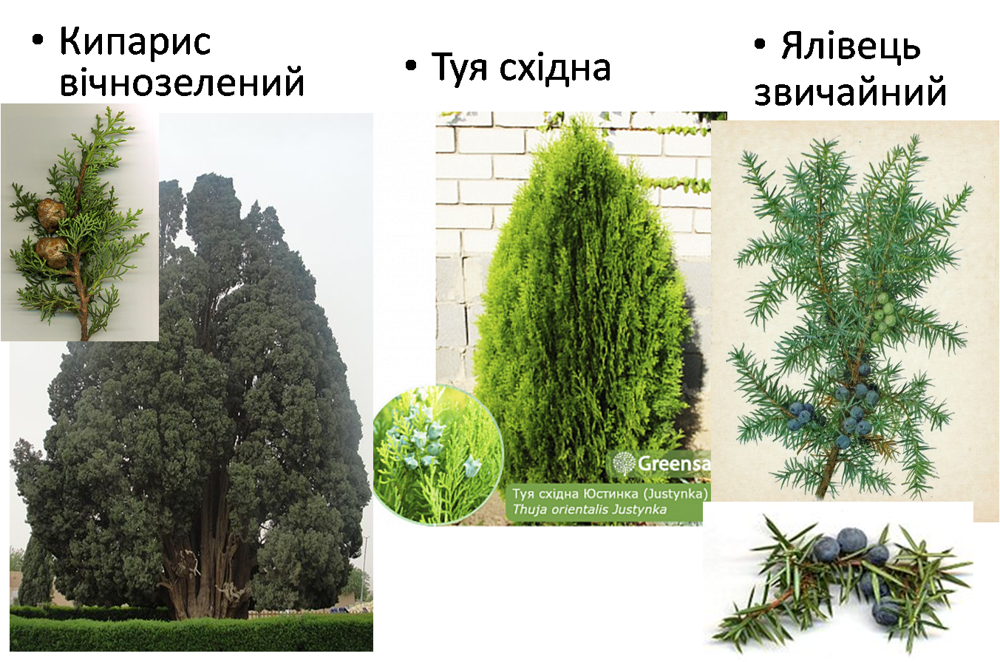 • Кипарис
вічнозелений
• Туя східна
• Ялівець
звичайний
Greensa
Туя східна Юстинка (Justynka)
Thuja orientalis Justynka